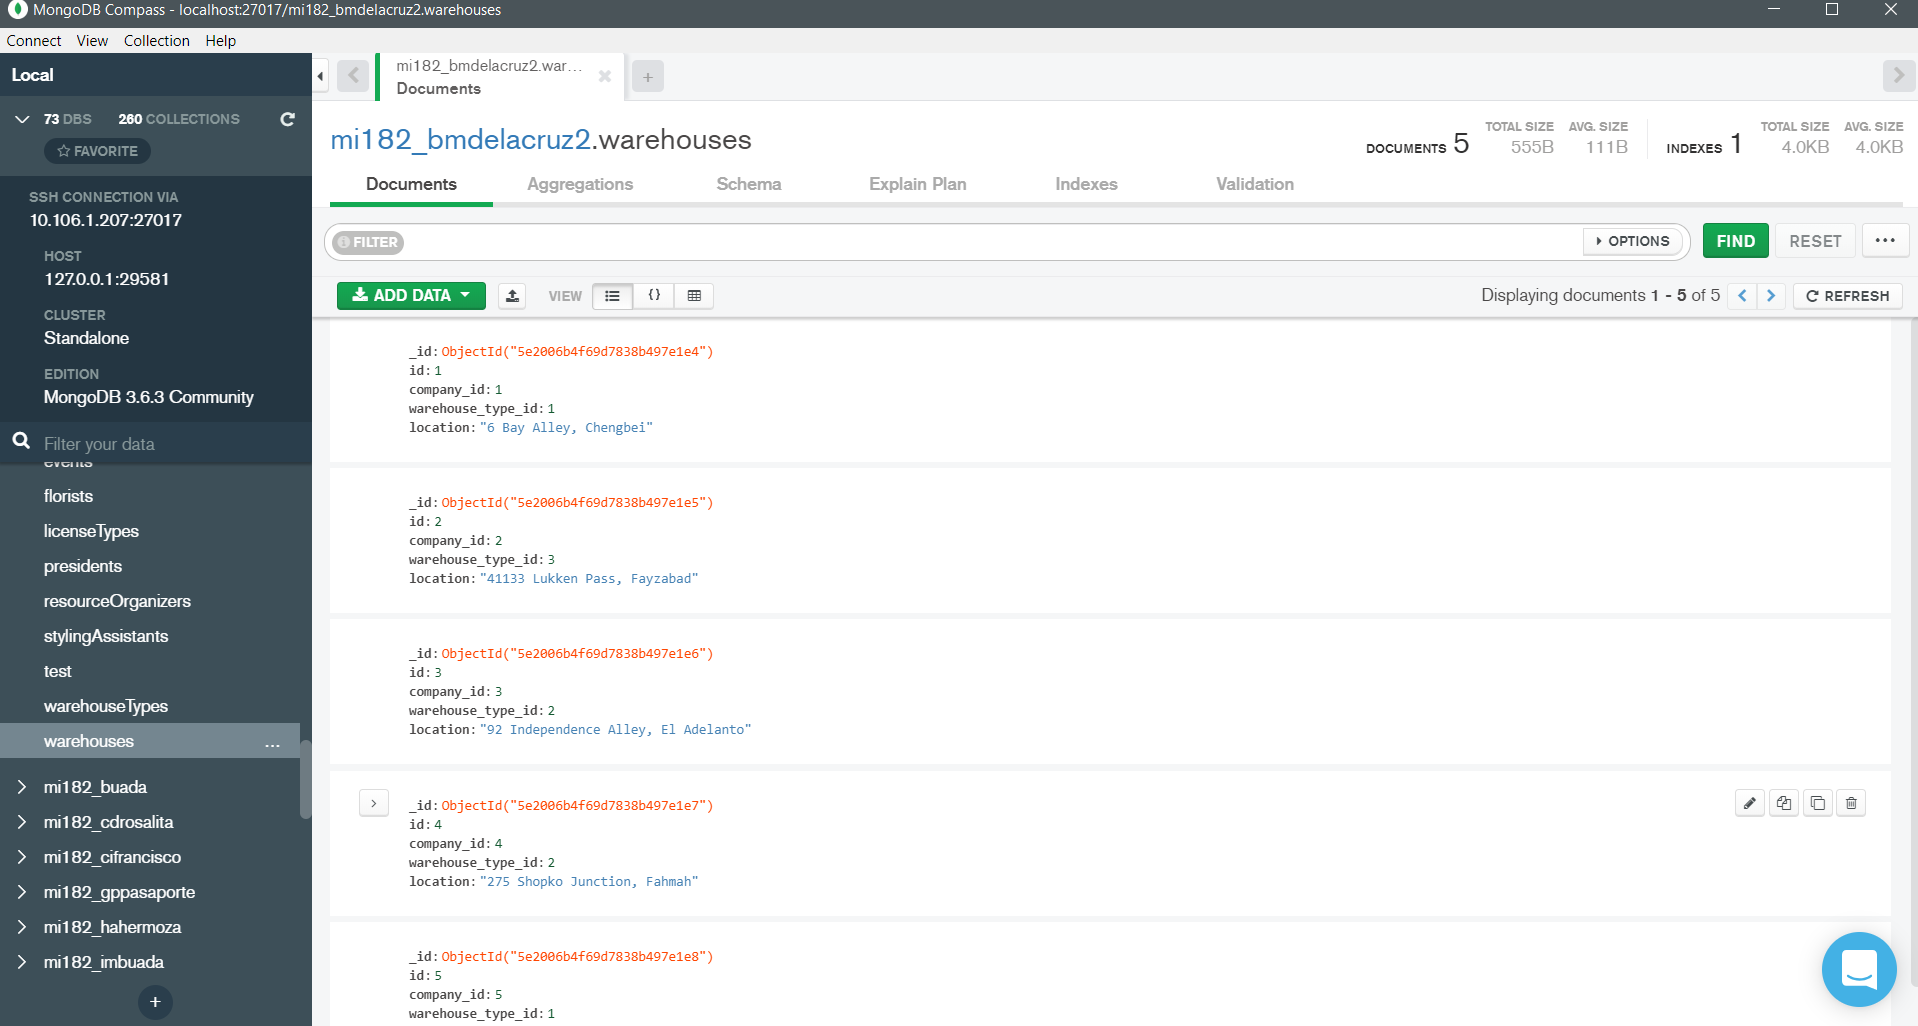 MongoDB Compass - localhost:27017/mi182_bmdelacruz2.warehouses
Connect View Collection Help
Local
73 DBS 260 COLLECTIONS
FAVORITE
SSH CONNECTION VIA
10.106.1.207:27017
HOST
127.0.0.1:29581
CLUSTER
Standalone
EDITION
MongoDB 3.6.3 Community
Filter your data
events
florists
licenseTypes
presidents
resourceOrganizers
stylingAssistants
test
warehouseTypes
warehouses ...
mi182_buada
mi182_cdrosalita
mi182_cifrancisco
mi182_gppasaporte
mi182_hahermoza
mi182_imbuada
+
mi182_bmdelacruz2.war...
Documents
+
mi182_bmdelacruz2.warehouses
DOCUMENTS 5 TOTAL SIZE 555B AVG. SIZE 111B INDEXES 1 TOTAL SIZE 4.0KB AVG. SIZE 4.0KB
Documents Aggregations Schema Explain Plan Indexes Validation
FILTER OPTIONS FIND RESET ...
ADD DATA VIEW {} Displaying documents 1 - 5 of 5 REFRESH
_id: ObjectId("5e2006b4f69d7838b497e1e4")
id: 1
company_id: 1
warehouse_type_id: 1
location: "6 Bay Alley, Chengbei"
_id: ObjectId("5e2006b4f69d7838b497e1e5")
id: 2
company_id: 2
warehouse_type_id: 3
location: "41133 Lukken Pass, Fayzabad"
_id: ObjectId("5e2006b4f69d7838b497e1e6")
id: 3
company_id: 3
warehouse_type_id: 2
location: "92 Independence Alley, El Adelanto"
_id: ObjectId("5e2006b4f69d7838b497e1e7")
id: 4
company_id: 4
warehouse_type_id: 2
location: "275 Shopko Junction, Fahmah"
_id: ObjectId("5e2006b4f69d7838b497e1e8")
id: 5
company_id: 5
warehouse_type_id: 1